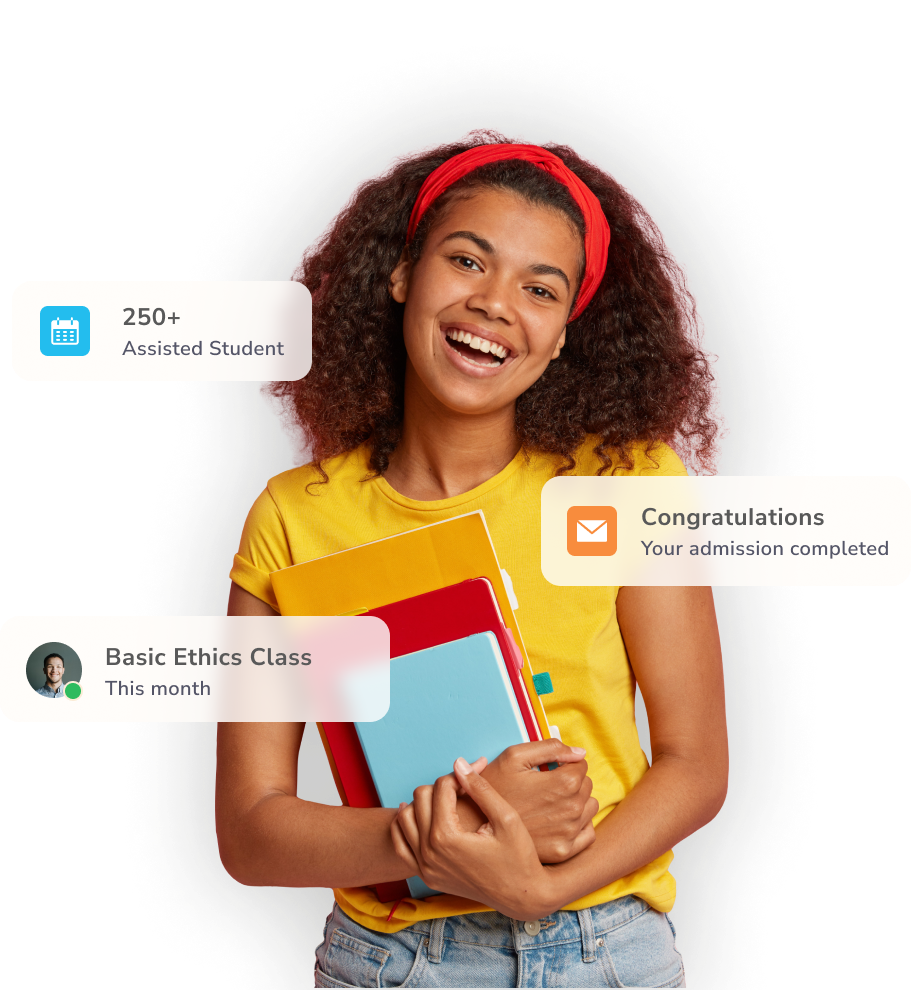 250+
Assisted Student
Congratulations
Your admission completed
Basic Ethics Class
This month